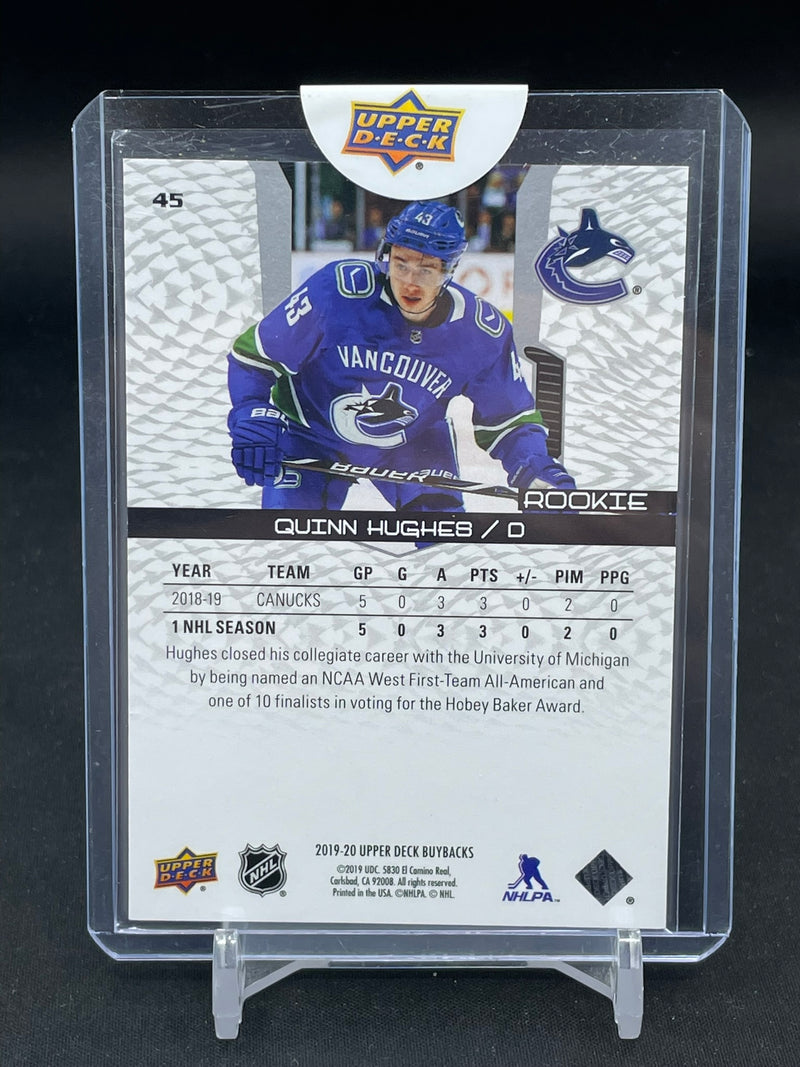 UPPER
D·E·C·K
®
45
43
43
BAUER
VANCOUVER
®
BAUER
ROOKIE
QUINN HUGHES / D
YEAR TEAM GP G A PTS +/- PIM PPG
2018-19 CANUCKS 5 0 3 3 0 2 0
1 NHL SEASON 5 0 3 3 0 2 0
Hughes closed his collegiate career with the University of Michigan
by being named an NCAA West First-Team All-American and
one of 10 finalists in voting for the Hobey Baker Award.
2019-20 UPPER DECK BUYBACKS
©2019 UDC. 5830 El Camino Real,
Carlsbad, CA 92008. All rights reserved.
Printed in the USA. ©NHLPA. © NHL.
UPPER
D·E·C·K
®
NHL
®
NHLPA™
®